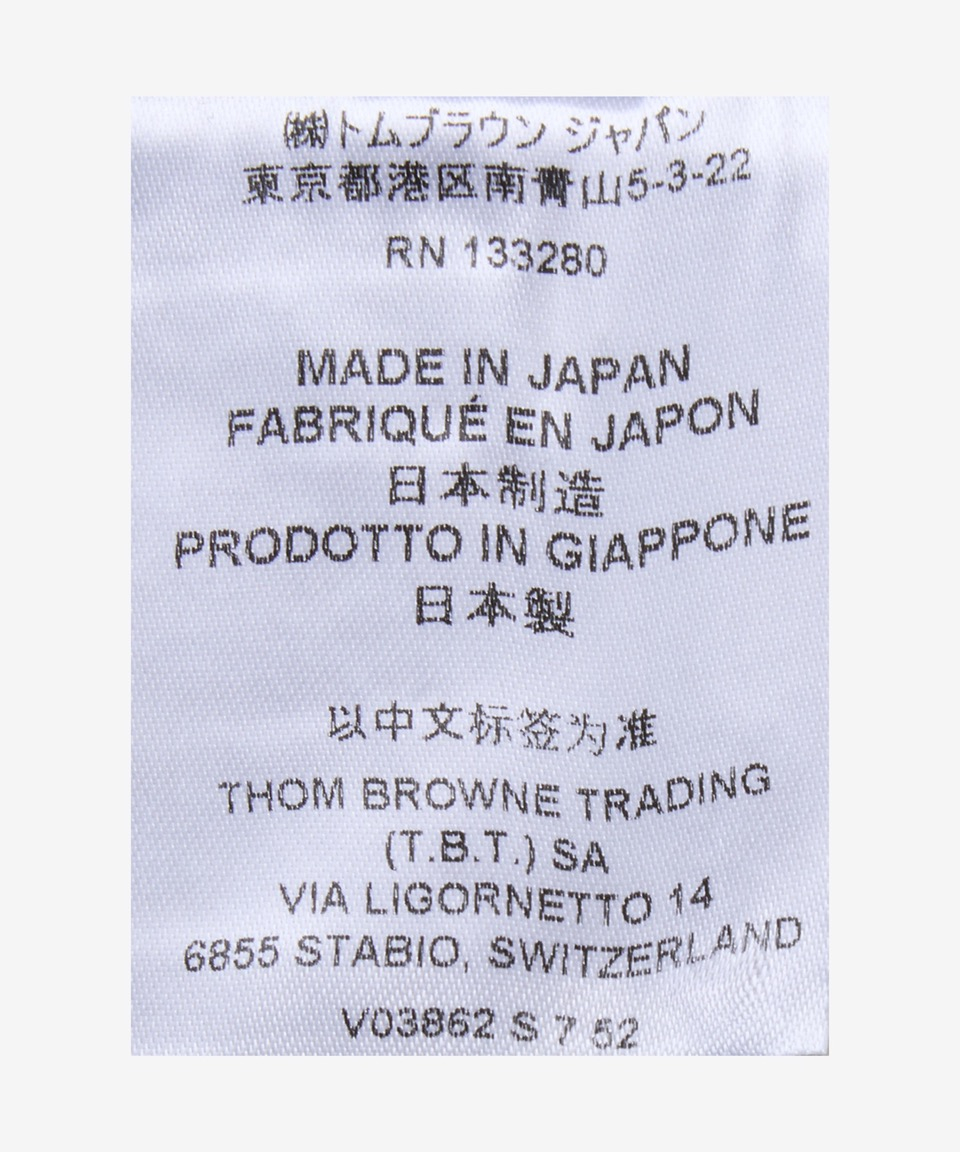 ㈱トムブラウン ジャパン
東京都港区南青山5-3-22
RN 133280
MADE IN JAPAN
FABRIQUÉ EN JAPON
日本制造
PRODOTTO IN GIAPPONE
日本製
以中文标签为准
THOM BROWNE TRADING
(T.B.T.) SA
VIA LIGORNETTO 14
6855 STABIO, SWITZERLAND
V03862 S 7 52